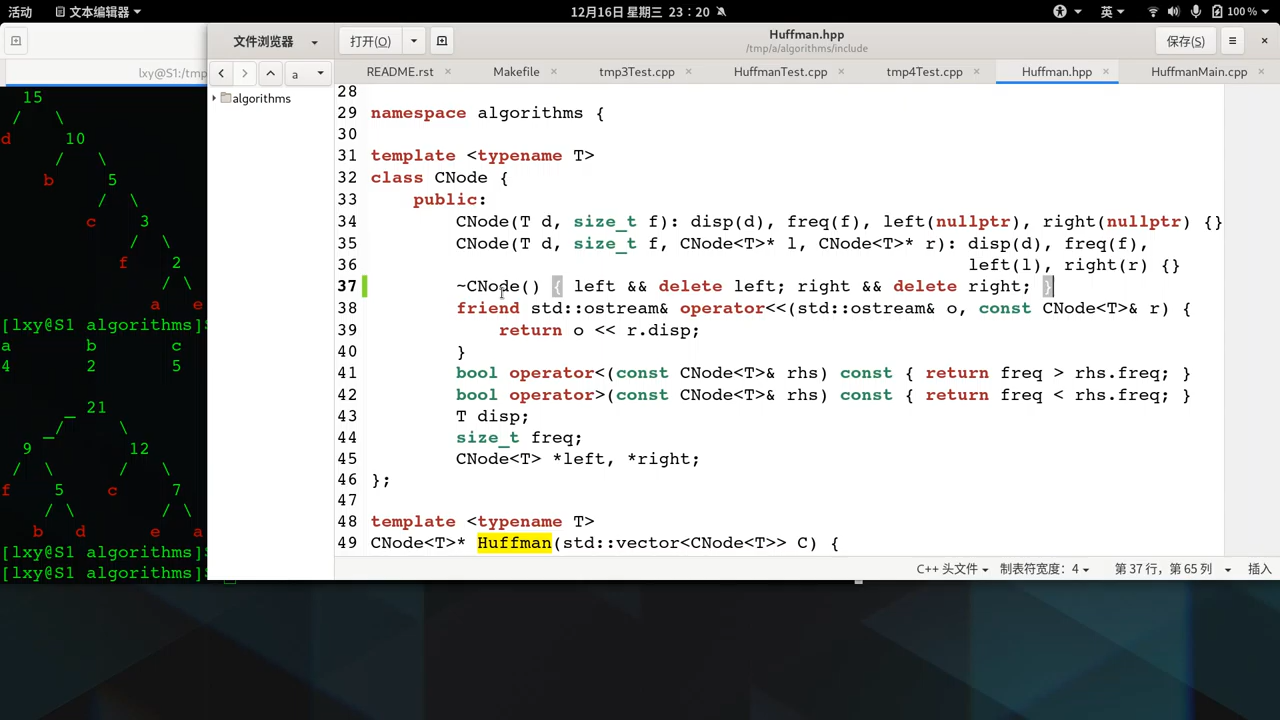 活动 文本编辑器 12月16日 星期三 23：20 英 100 %
Huffman.hpp
/tmp/a/algorithms/include
文件浏览器 打开(O) 保存(S)
lxy@S1:/tmp
README.rst Makefile tmp3Test.cpp HuffmanTest.cpp tmp4Test.cpp Huffman.hpp HuffmanMain.cpp
a
algorithms
15
/ \
d 10
/ \
b 5
/ \
c 3
/ \
f 2
/ \
a e
[lxy@S1 algorithms]
a b c
4 2 5
_ 21
_/ \
9 12
/ \ / \
f 5 c 7
/ \ / \
b d e a
[lxy@S1 algorithms]
[lxy@S1 algorithms]
28
29 namespace algorithms {
30
31 template <typename T>
32 class CNode {
33 public:
34 CNode(T d, size_t f): disp(d), freq(f), left(nullptr), right(nullptr) {}
35 CNode(T d, size_t f, CNode<T>* l, CNode<T>* r): disp(d), freq(f),
36 left(l), right(r) {}
37 ~CNode() { left && delete left; right && delete right; }
38 friend std::ostream& operator<<(std::ostream& o, const CNode<T>& r) {
39 return o << r.disp;
40 }
41 bool operator<(const CNode<T>& rhs) const { return freq > rhs.freq; }
42 bool operator>(const CNode<T>& rhs) const { return freq < rhs.freq; }
43 T disp;
44 size_t freq;
45 CNode<T> *left, *right;
46 };
47
48 template <typename T>
49 CNode<T>* Huffman(std::vector<CNode<T>> C) {
C++ 头文件 制表符宽度：4 第 37 行，第 65 列 插入